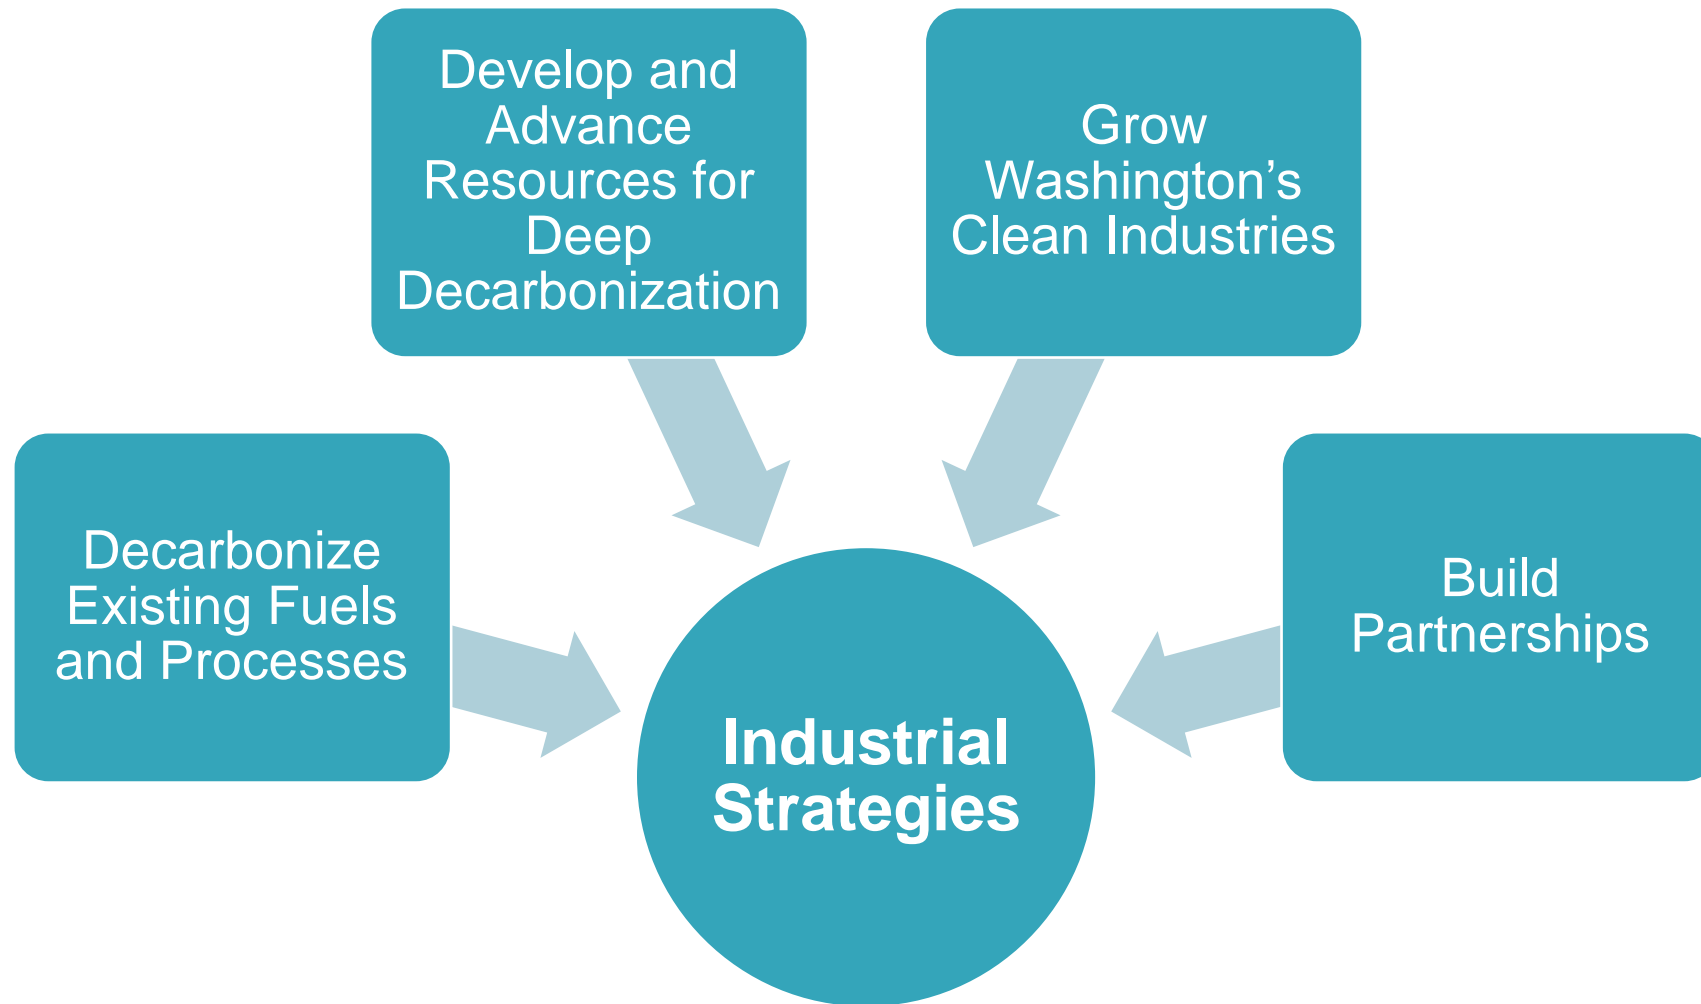 Develop and
Advance
Resources for
Deep
Decarbonization
Grow
Washington’s
Clean Industries
Decarbonize
Existing Fuels
and Processes
Build
Partnerships
Industrial
Strategies